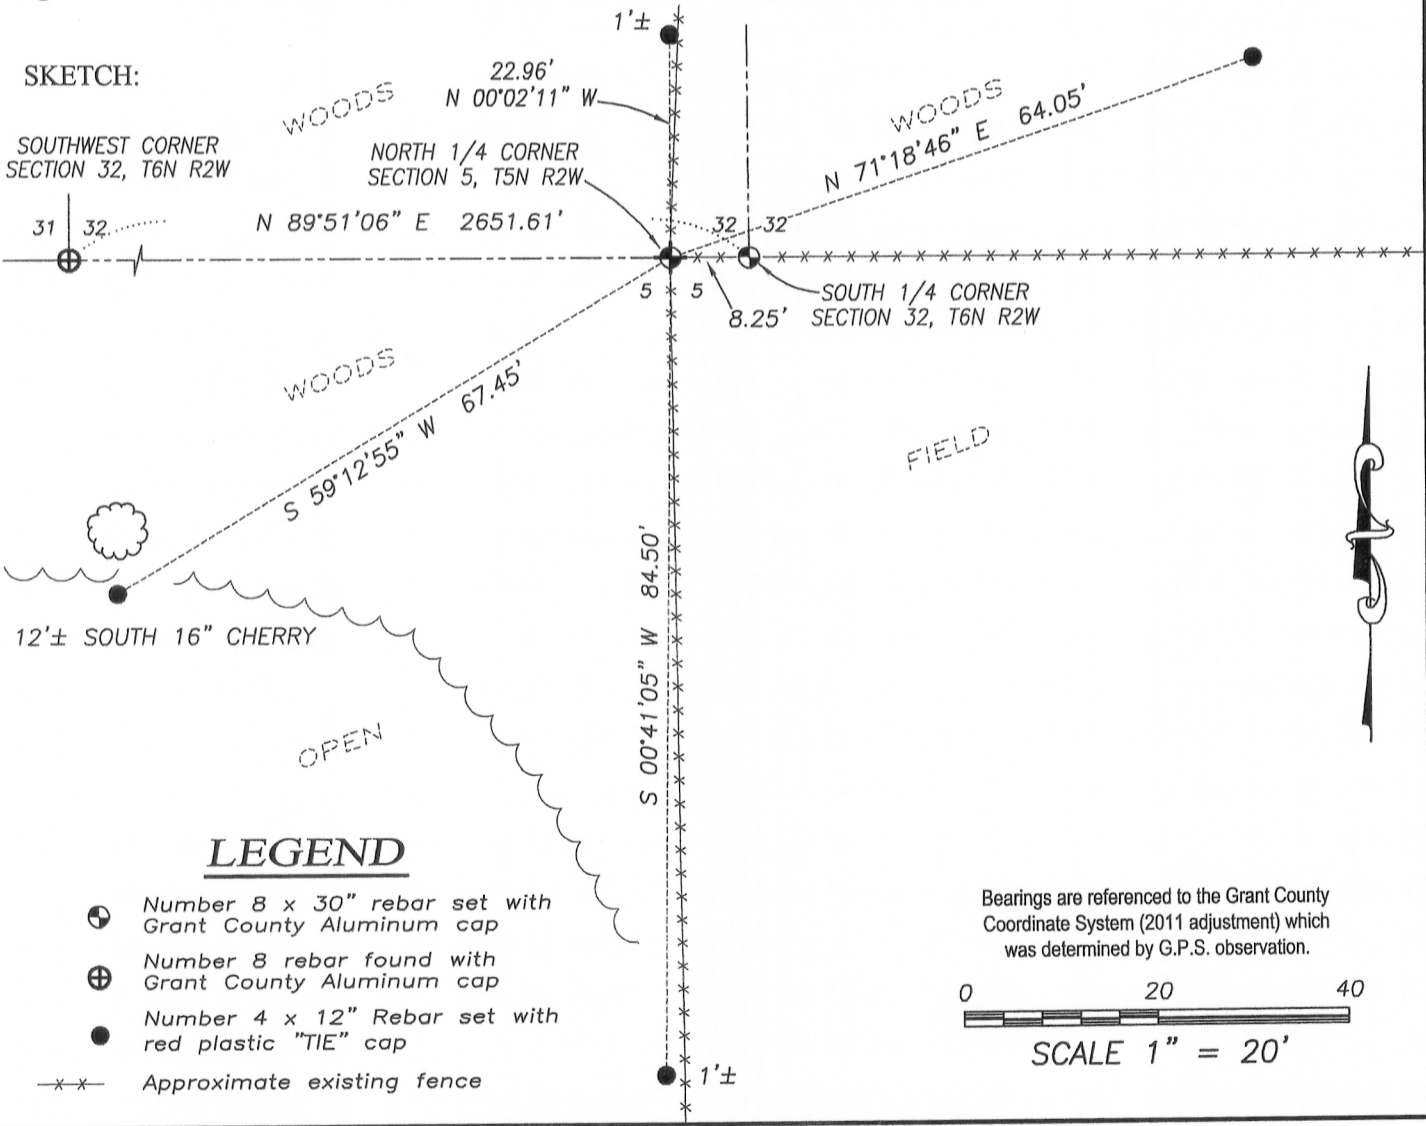 SKETCH:
1'±
22.96'
N 00°02'11" W
WOODS
WOODS
N 71°18'46" E 64.05'
SOUTHWEST CORNER
SECTION 32, T6N R2W
NORTH 1/4 CORNER
SECTION 5, T5N R2W
31 32
N 89°51'06" E 2651.61'
32 32
5 5
8.25'
SOUTH 1/4 CORNER
SECTION 32, T6N R2W
WOODS
S 59°12'55" W 67.45'
FIELD
S 00°41'05" W 84.50'
12'± SOUTH 16" CHERRY
OPEN
LEGEND
Number 8 x 30" rebar set with
Grant County Aluminum cap
Number 8 rebar found with
Grant County Aluminum cap
Number 4 x 12" Rebar set with
red plastic "TIE" cap
Approximate existing fence
1'±
Bearings are referenced to the Grant County
Coordinate System (2011 adjustment) which
was determined by G.P.S. observation.
0 20 40
SCALE 1" = 20'